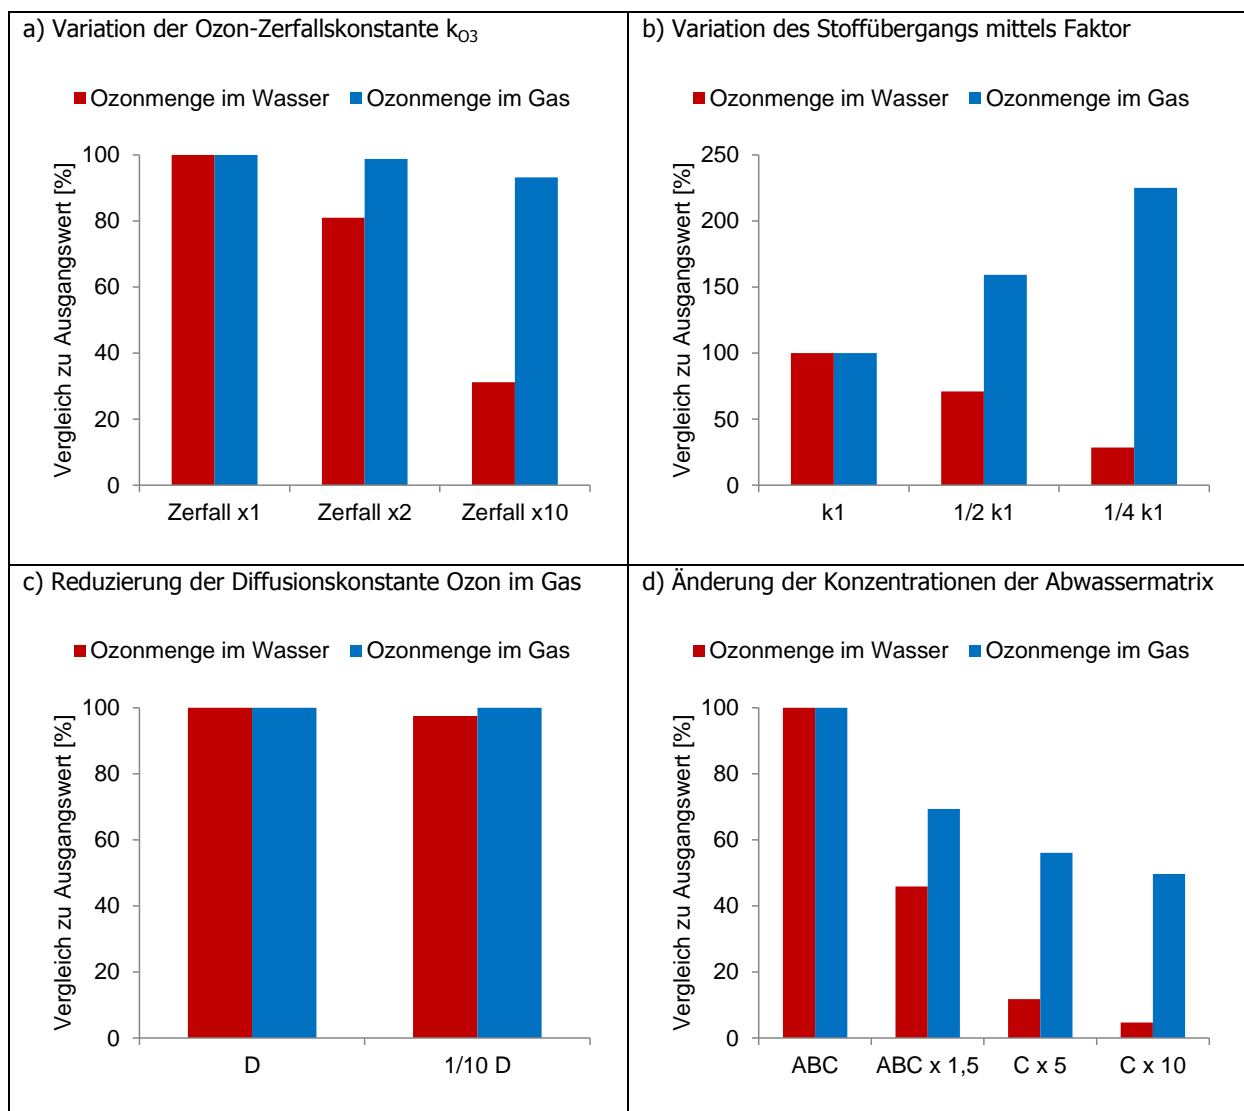 a) Variation der Ozon-Zerfallskonstante kO3
Ozonmenge im Wasser Ozonmenge im Gas
Vergleich zu Ausgangswert [%]
100
80
60
40
20
0
Zerfall x1 Zerfall x2 Zerfall x10
b) Variation des Stoffübergangs mittels Faktor
Ozonmenge im Wasser Ozonmenge im Gas
Vergleich zu Ausgangswert [%]
250
200
150
100
50
0
k1 1/2 k1 1/4 k1
c) Reduzierung der Diffusionskonstante Ozon im Gas
Ozonmenge im Wasser Ozonmenge im Gas
Vergleich zu Ausgangswert [%]
100
80
60
40
20
0
D 1/10 D
d) Änderung der Konzentrationen der Abwassermatrix
Ozonmenge im Wasser Ozonmenge im Gas
Vergleich zu Ausgangswert [%]
100
80
60
40
20
0
ABC ABC x 1,5 C x 5 C x 10